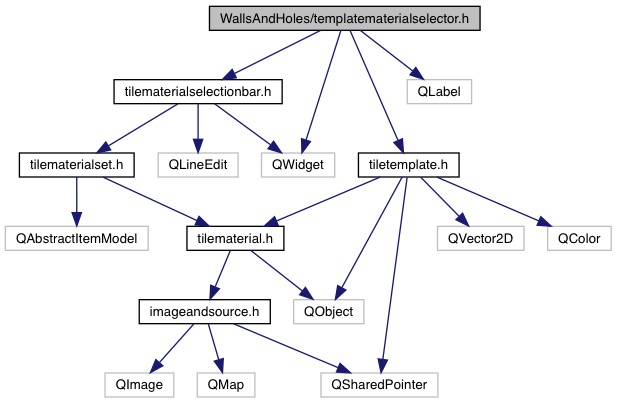 WallsAndHoles/templatematerialselector.h
tilematerialselectionbar.h
QLabel
tilematerialset.h
QLineEdit
QWidget
tiletemplate.h
QAbstractItemModel
tilematerial.h
QVector2D
QColor
imageandsource.h
QObject
QImage
QMap
QSharedPointer